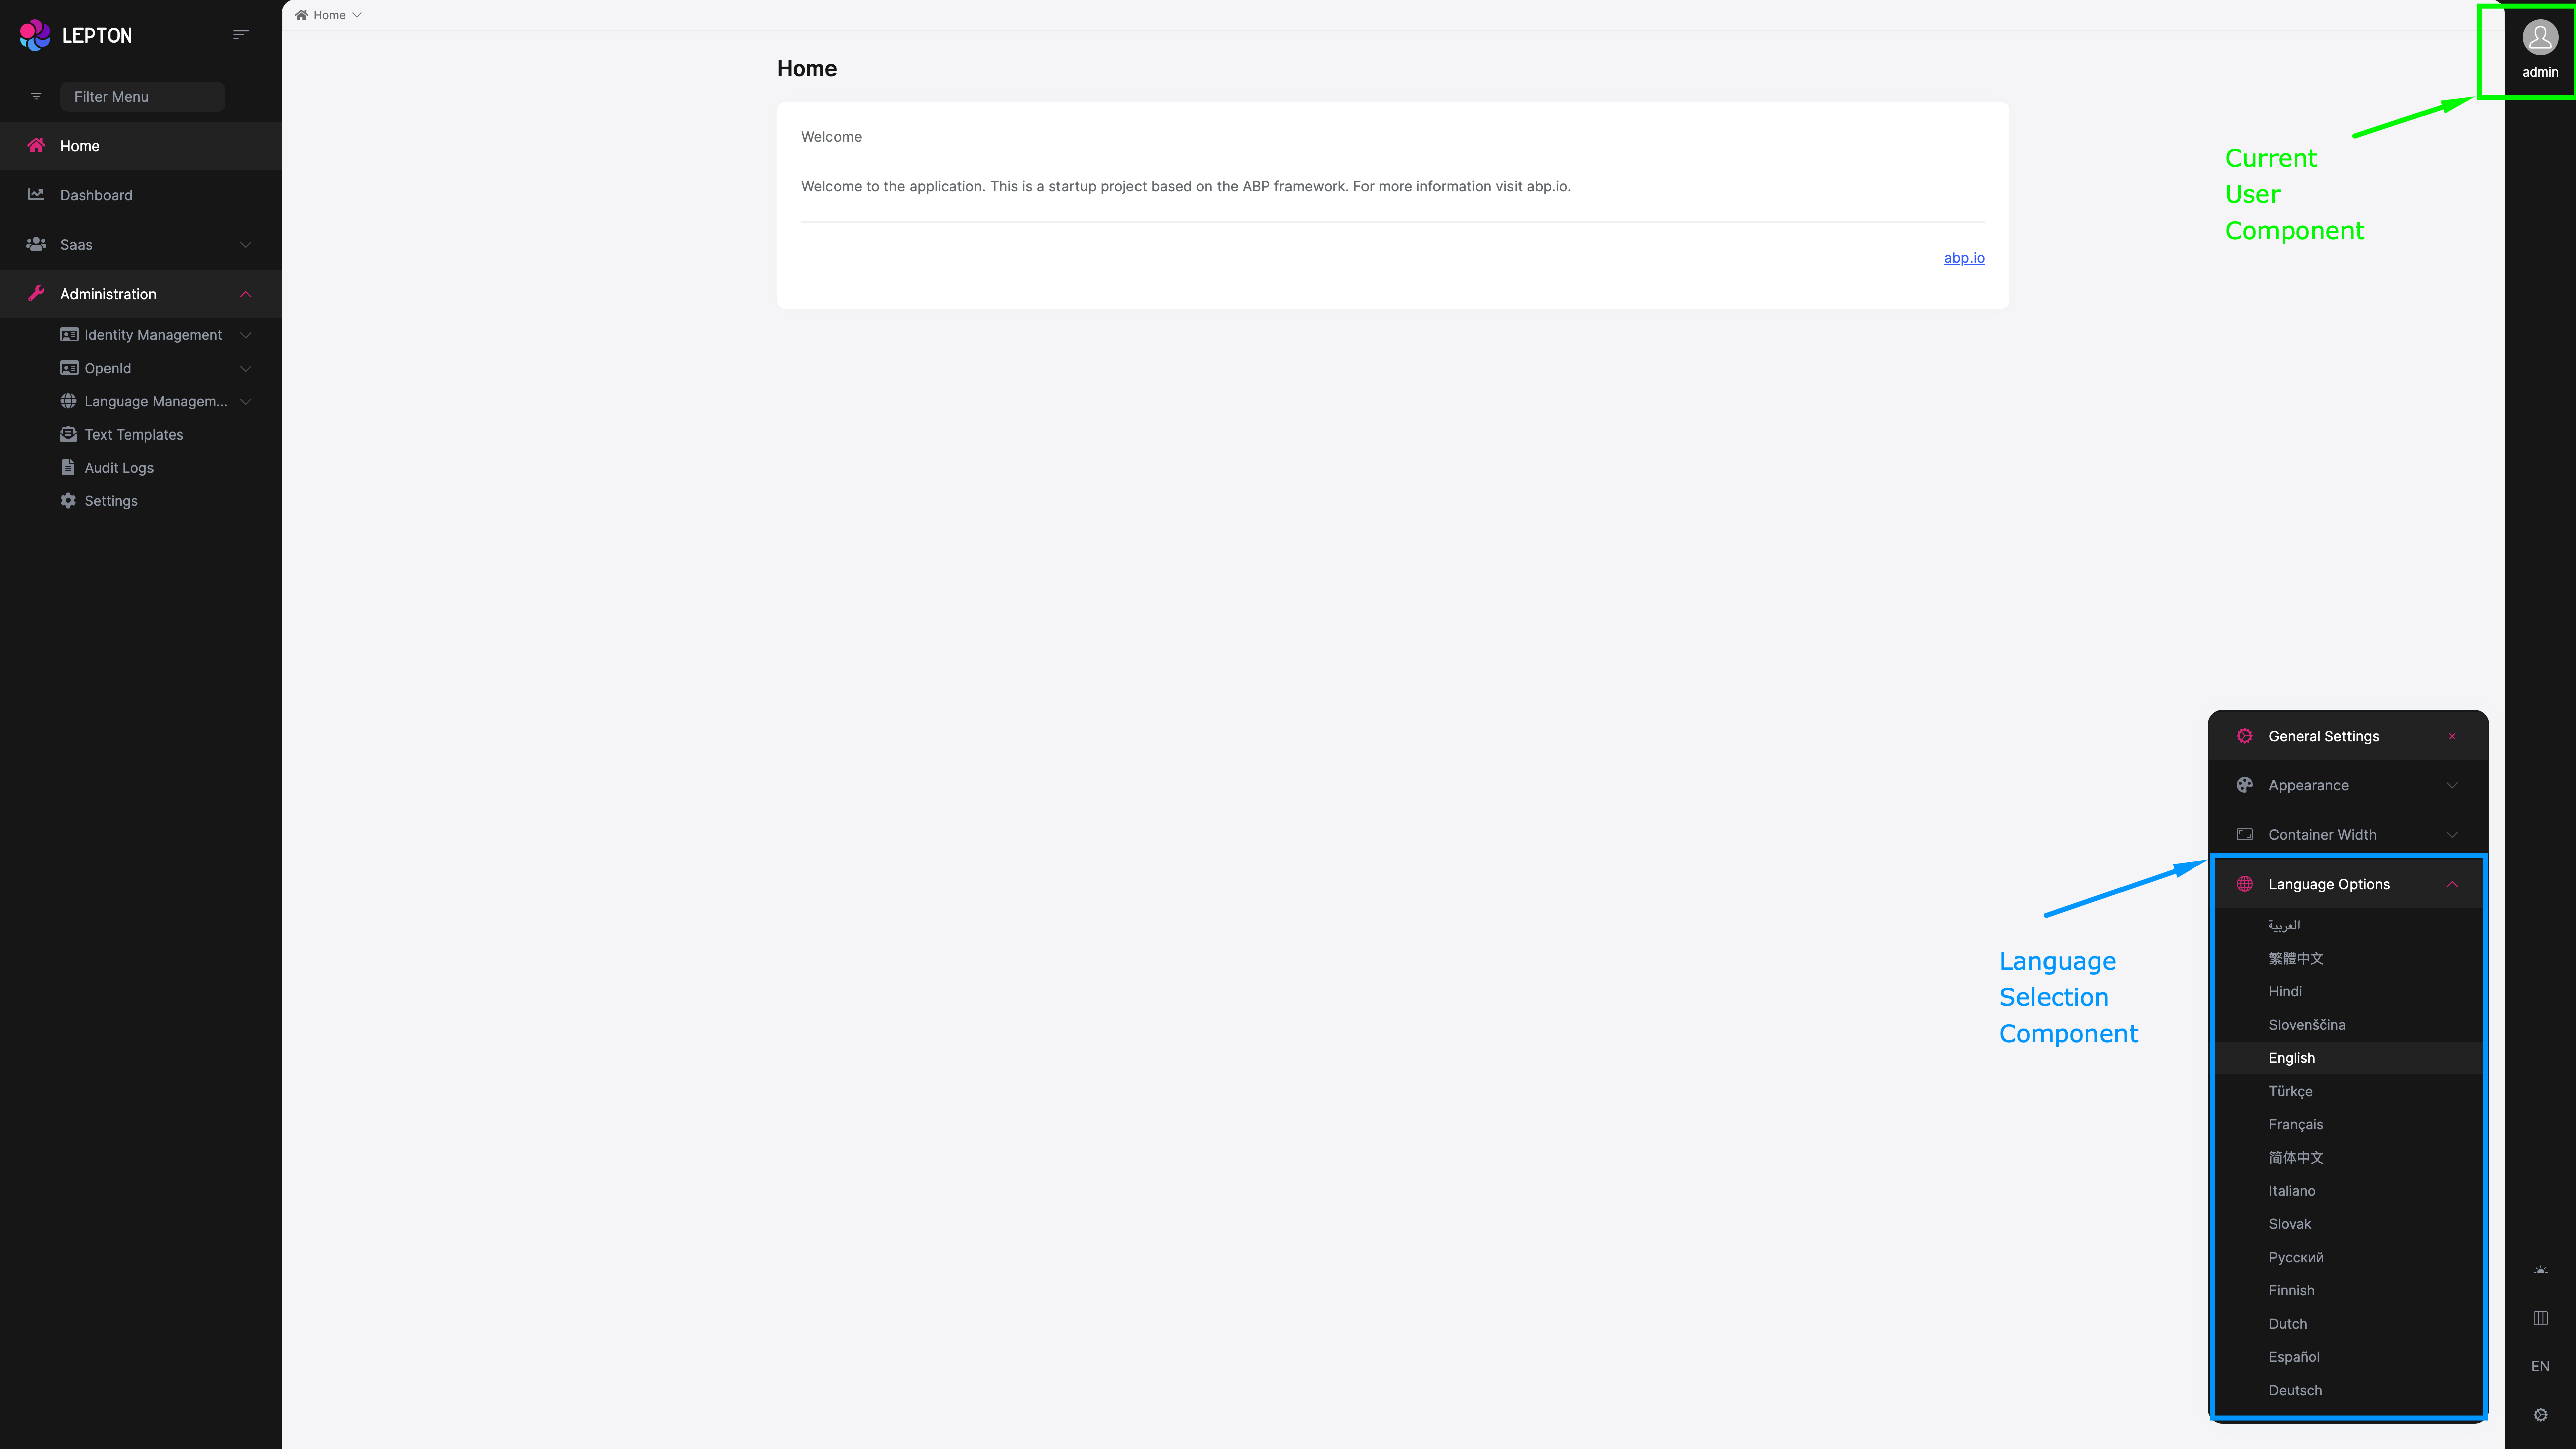 LEPTON
Filter Menu
Home
Dashboard
Saas
Administration
Identity Management
OpenId
Language Managem...
Text Templates
Audit Logs
Settings
Home
Home
Welcome
Welcome to the application. This is a startup project based on the ABP framework. For more information visit abp.io.
abp.io
admin
Current
User
Component
General Settings
Appearance
Container Width
Language Options
العربية
繁體中文
Hindi
Slovenščina
English
Türkçe
Français
简体中文
Italiano
Slovak
Русский
Finnish
Dutch
Español
Deutsch
Language
Selection
Component
EN